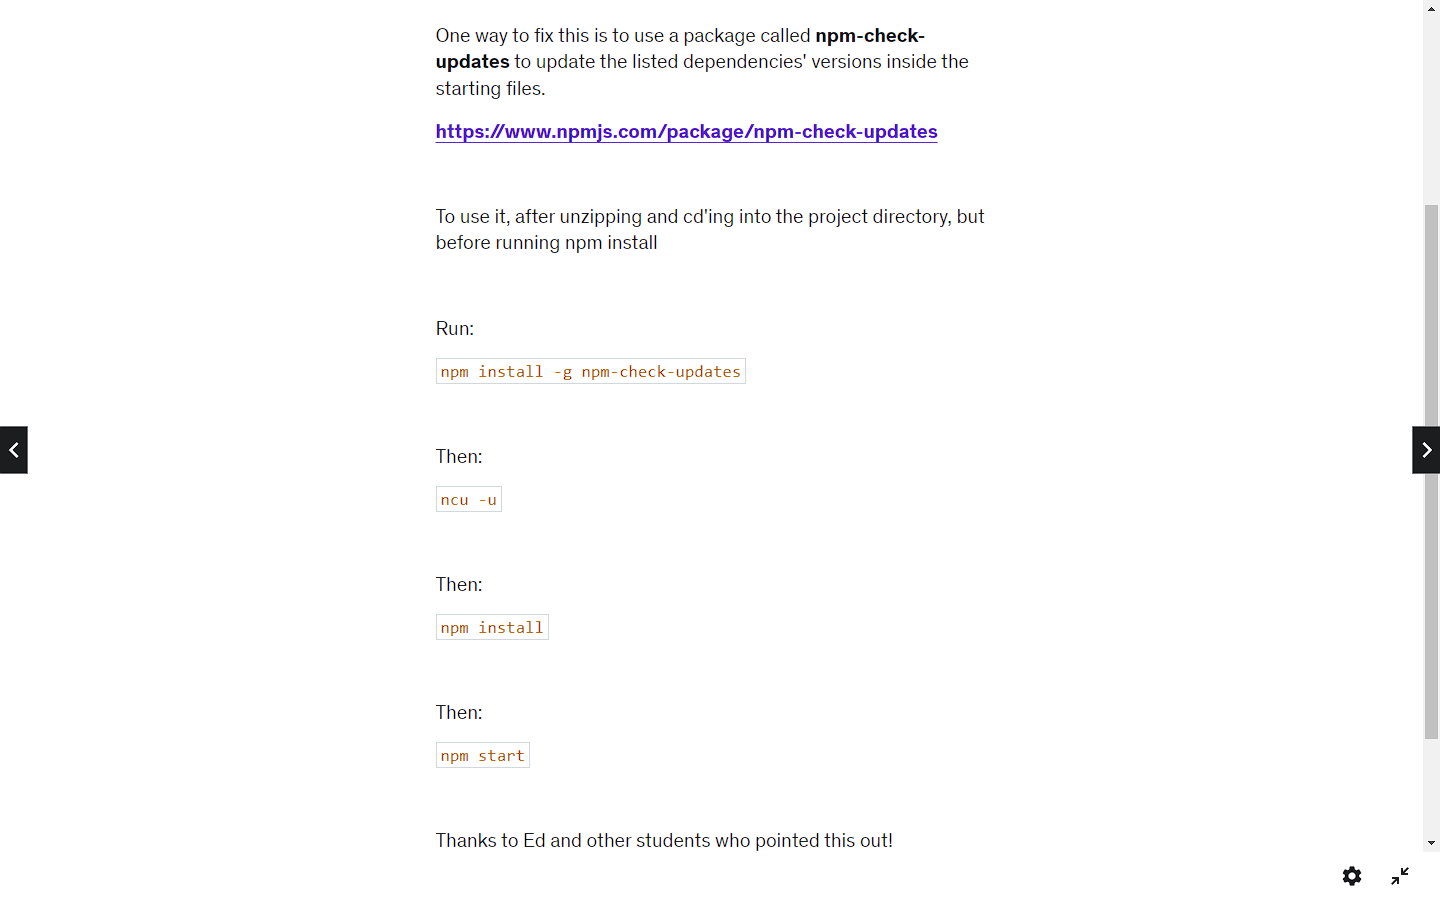 One way to fix this is to use a package called npm-check-
updates to update the listed dependencies' versions inside the
starting files.
https://www.npmjs.com/package/npm-check-updates
To use it, after unzipping and cd'ing into the project directory, but
before running npm install
Run:
npm install -g npm-check-updates
Then:
ncu -u
Then:
npm install
Then:
npm start
Thanks to Ed and other students who pointed this out!